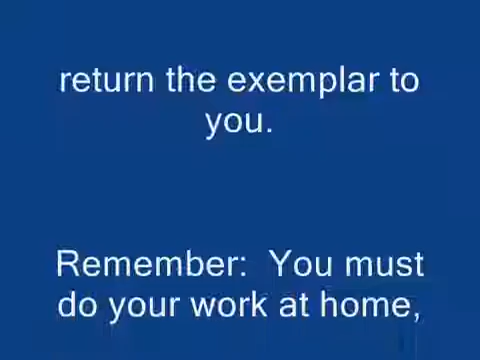 return the exemplar to
you.
Remember:  You must
do your work at home,